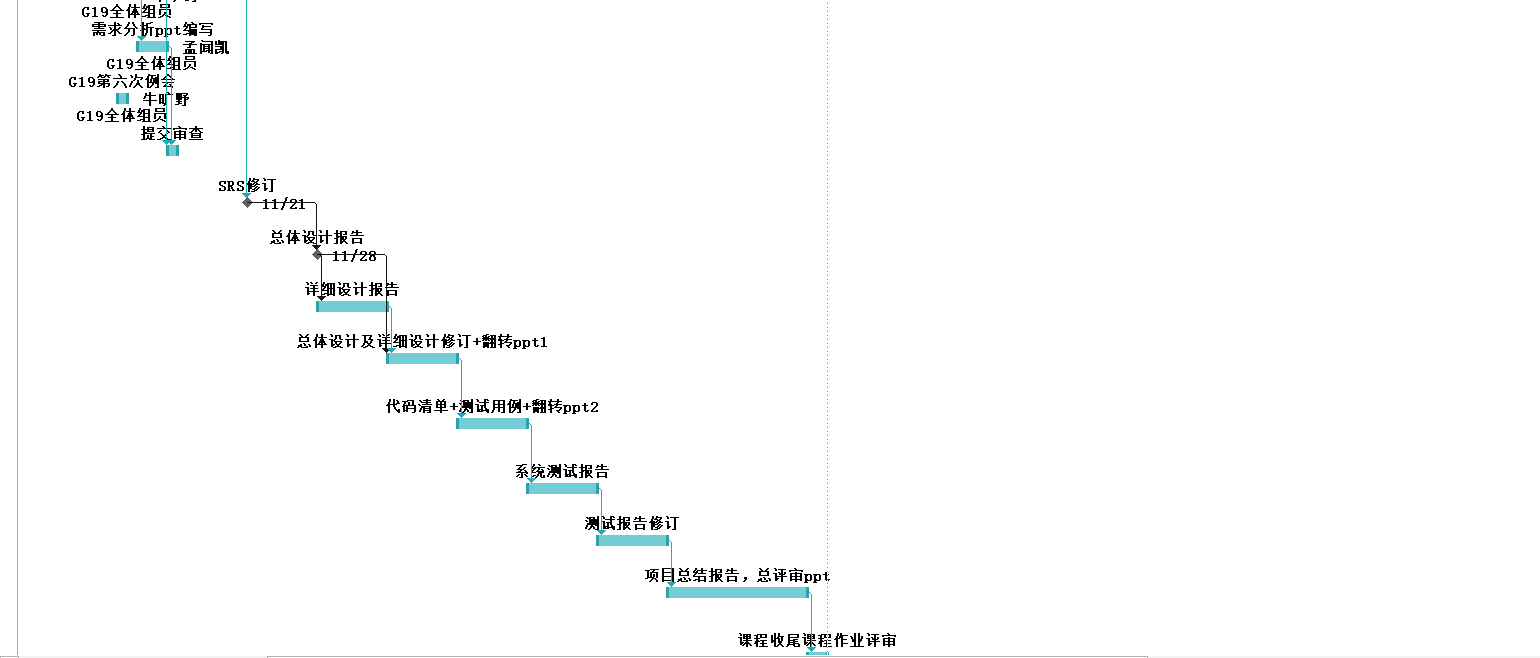 G19全体组员
需求分析ppt编写
孟闻凯
G19全体组员
G19第六次例会
牛旷野
G19全体组员
提交审查
SRS修订
11/21
总体设计报告
11/28
详细设计报告
总体设计及详细设计修订+翻转ppt1
代码清单+测试用例+翻转ppt2
系统测试报告
测试报告修订
项目总结报告，总评审ppt
课程收尾课程作业评审